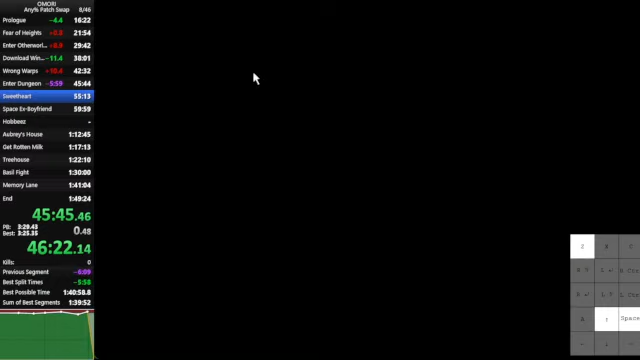 OMORI
Any% Patch Swap 8/46
Prologue -4.4 16:22
Fear of Heights +0.8 21:54
Enter Otherworl... +0.9 29:42
Download Win... -11.4 38:01
Wrong Warps +10.4 42:32
Enter Dungeon -5:59 45:44
Sweetheart 55:13
Space Ex-Boyfriend 59:59
Hobbeez -
Aubrey's House 1:12:45
Get Rotten Milk 1:17:13
Treehouse 1:22:10
Basil Fight 1:30:00
Memory Lane 1:41:04
End 1:49:24
45:45.46
PB: 3:29.43
Best: 3:25.35
0.48
46:22.14
Kills: 0
Previous Segment -6:09
Best Split Times -5:58
Best Possible Time 1:40:58.8
Sum of Best Segments 1:39:52
Z X C
A ↑ Space